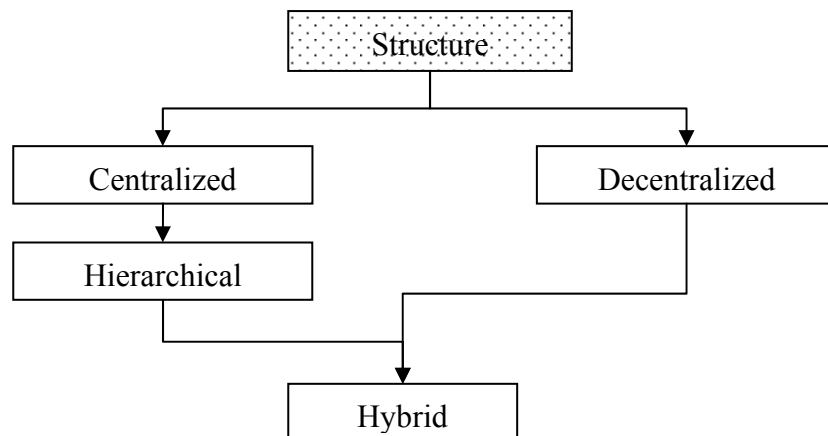 Structure
Centralized
Decentralized
Hierarchical
Hybrid